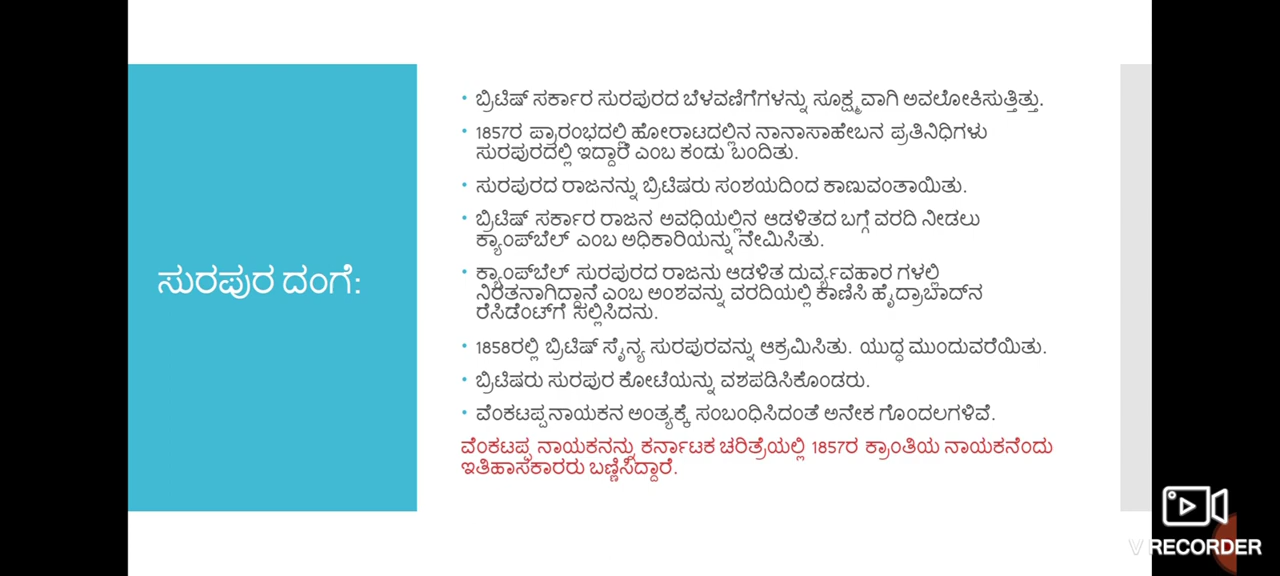 ಸುರಪುರ ದಂಗೆ:
• ಬ್ರಿಟಿಷ್ ಸರ್ಕಾರ ಸುರಪುರದ ಬೆಳವಣಿಗೆಗಳನ್ನು ಸೂಕ್ಷ್ಮವಾಗಿ ಅವಲೋಕಿಸುತ್ತಿತ್ತು.
• 1857ರ ಪ್ರಾರಂಭದಲ್ಲಿ ಹೋರಾಟದಲ್ಲಿನ ನಾನಾಸಾಹೇಬನ ಪ್ರತಿನಿಧಿಗಳು
ಸುರಪುರದಲ್ಲಿ ಇದ್ದಾರೆ ಎಂಬ ಕಂಡು ಬಂದಿತು.
• ಸುರಪುರದ ರಾಜನನ್ನು ಬ್ರಿಟಿಷರು ಸಂಶಯದಿಂದ ಕಾಣುವಂತಾಯಿತು.
• ಬ್ರಿಟಿಷ್ ಸರ್ಕಾರ ರಾಜನ ಅವಧಿಯಲ್ಲಿನ ಆಡಳಿತದ ಬಗ್ಗೆ ವರದಿ ನೀಡಲು
ಕ್ಯಾಂಪ್‌ಬೆಲ್ ಎಂಬ ಅಧಿಕಾರಿಯನ್ನು ನೇಮಿಸಿತು.
• ಕ್ಯಾಂಪ್‌ಬೆಲ್ ಸುರಪುರದ ರಾಜನು ಆಡಳಿತ ದುರ್ವ್ಯವಹಾರ ಗಳಲ್ಲಿ
ನಿರತನಾಗಿದ್ದಾನೆ ಎಂಬ ಅಂಶವನ್ನು ವರದಿಯಲ್ಲಿ ಕಾಣಿಸಿ ಹೈದ್ರಾಬಾದ್‌ನ
ರೆಸಿಡೆಂಟ್‌ಗೆ ಸಲ್ಲಿಸಿದನು.
• 1858ರಲ್ಲಿ ಬ್ರಿಟಿಷ್ ಸೈನ್ಯ ಸುರಪುರವನ್ನು ಆಕ್ರಮಿಸಿತು. ಯುದ್ಧ ಮುಂದುವರೆಯಿತು.
• ಬ್ರಿಟಿಷರು ಸುರಪುರ ಕೋಟೆಯನ್ನು ವಶಪಡಿಸಿಕೊಂಡರು.
• ವೆಂಕಟಪ್ಪನಾಯಕನ ಅಂತ್ಯಕ್ಕೆ ಸಂಬಂಧಿಸಿದಂತೆ ಅನೇಕ ಗೊಂದಲಗಳಿವೆ.
ವೆಂಕಟಪ್ಪ ನಾಯಕನನ್ನು ಕರ್ನಾಟಕ ಚರಿತ್ರೆಯಲ್ಲಿ 1857ರ ಕ್ರಾಂತಿಯ ನಾಯಕನೆಂದು
ಇತಿಹಾಸಕಾರರು ಬಣ್ಣಿಸಿದ್ದಾರೆ.
V RECORDER